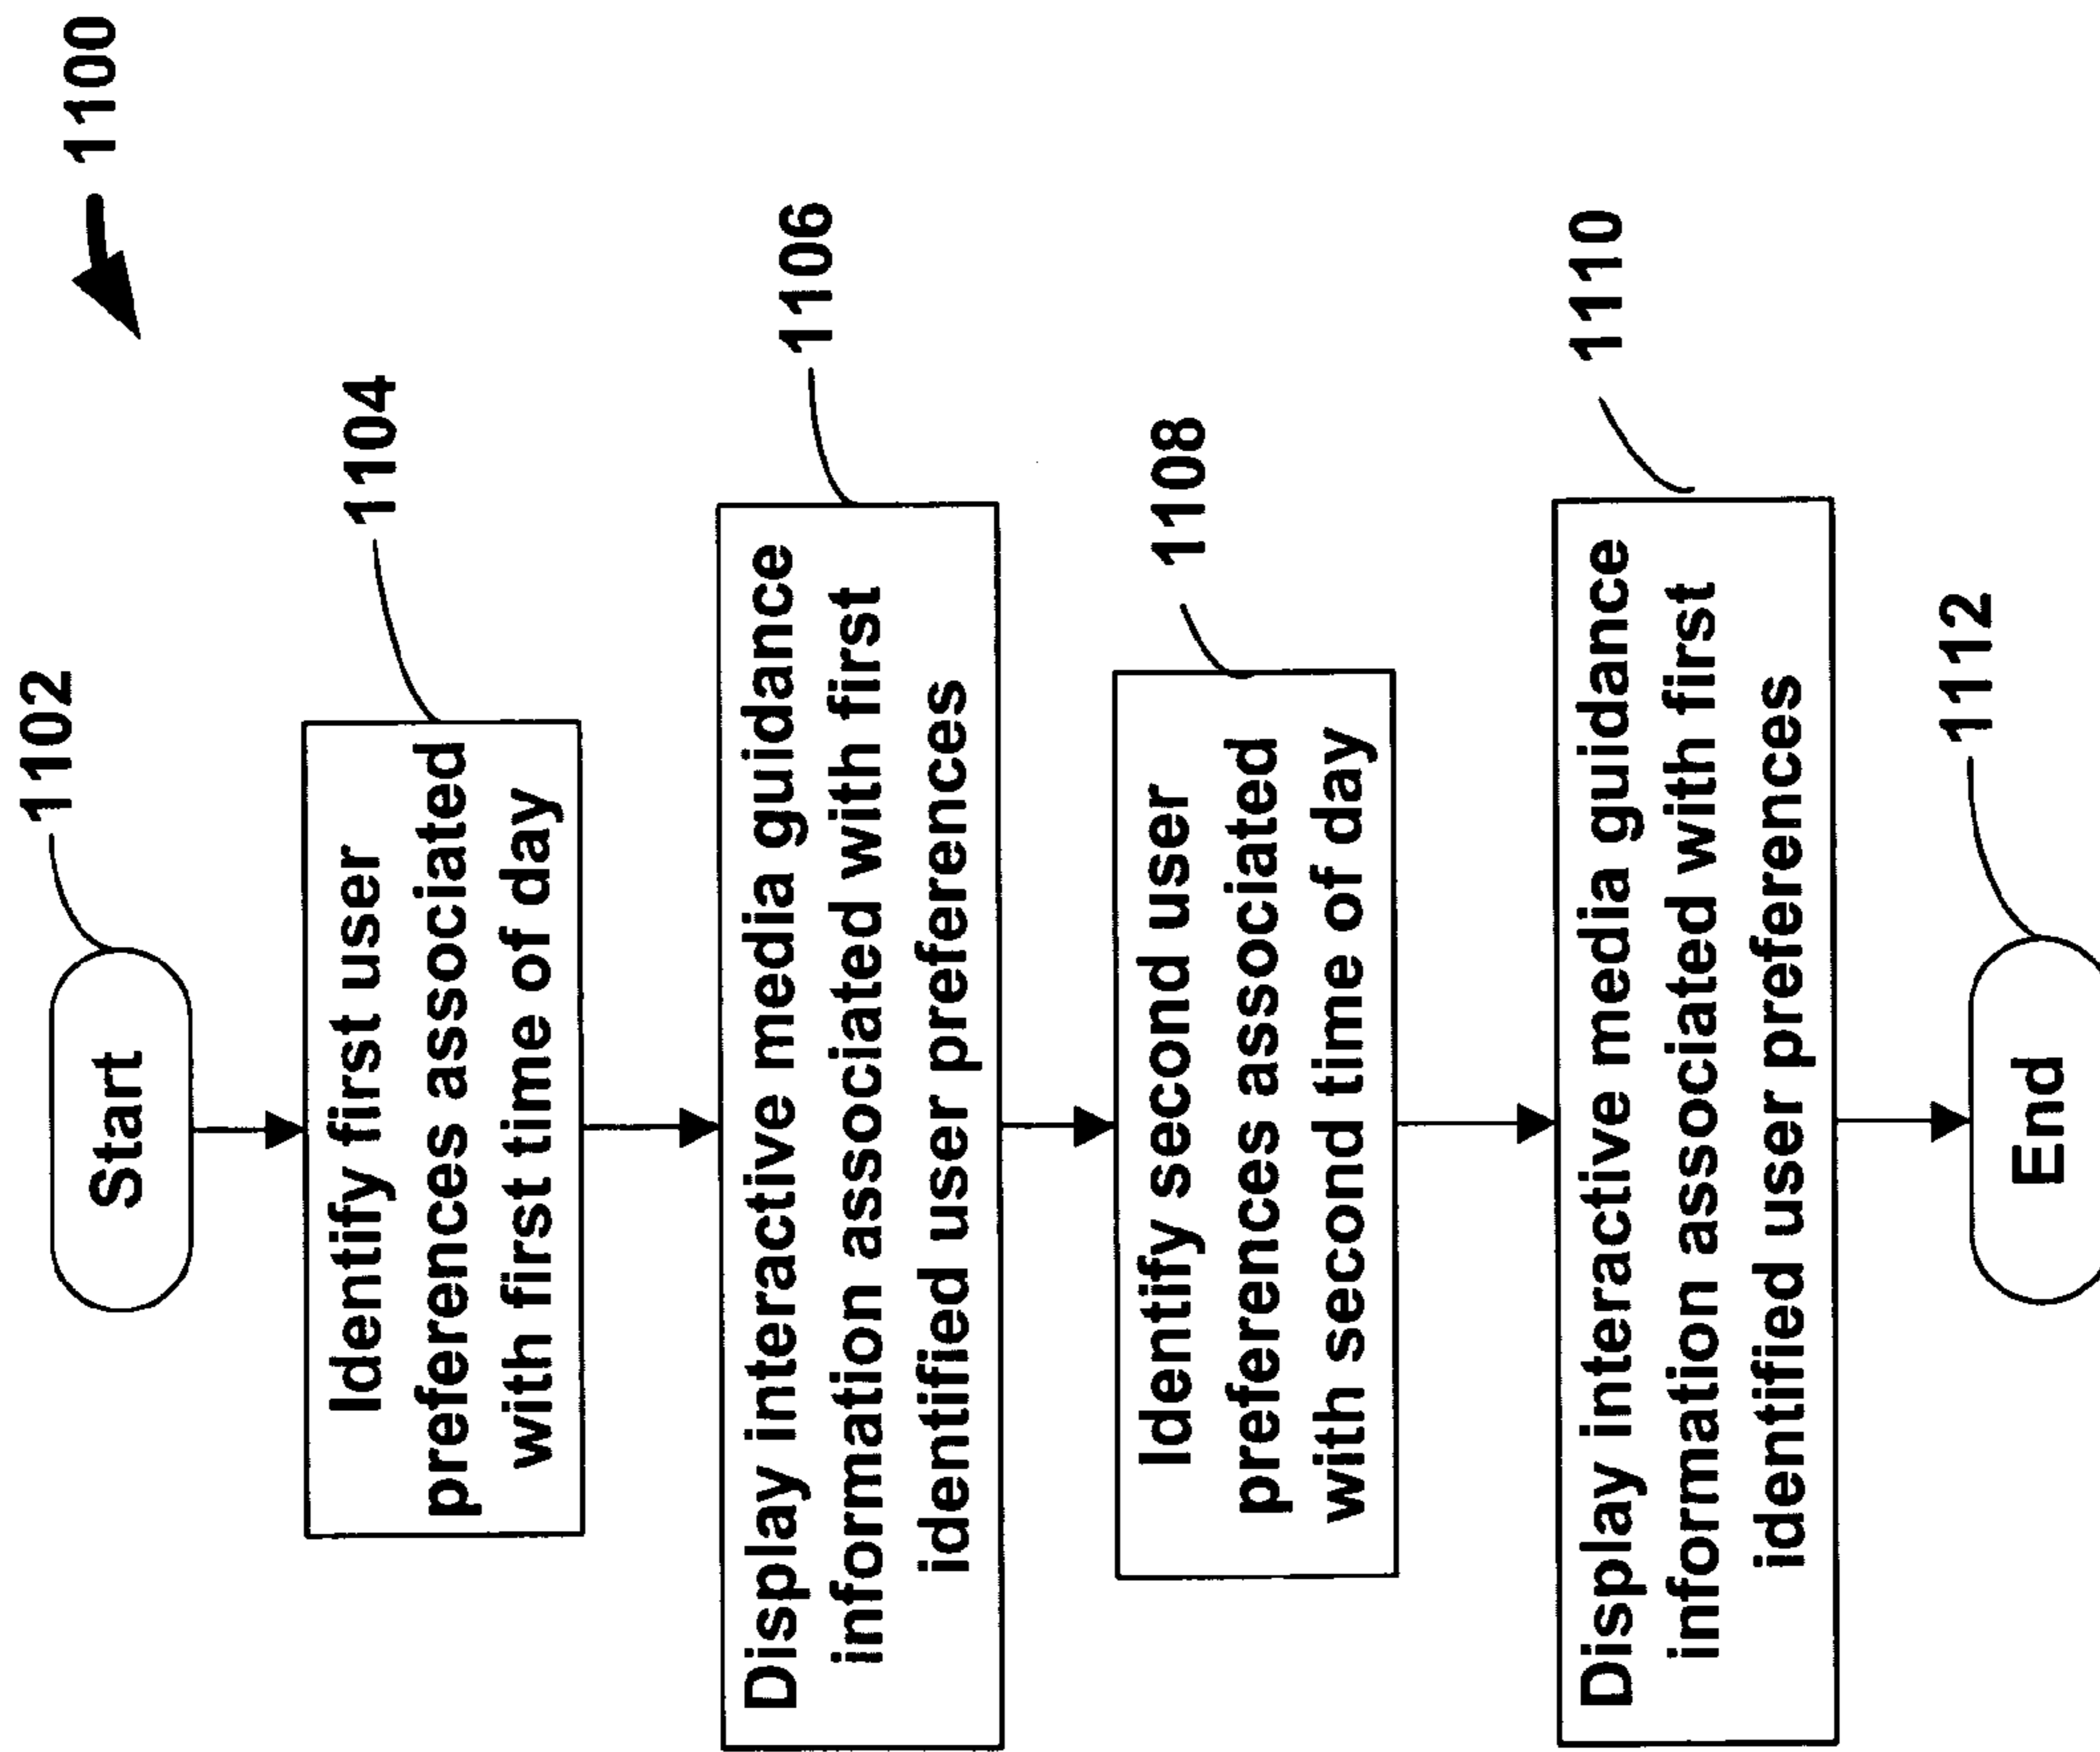 1100
1102
Start
1104
Identify first user
preferences associated
with first time of day
1106
Display interactive media guidance
information associated with first
identified user preferences
1108
Identify second user
preferences associated
with second time of day
1110
Display interactive media guidance
information associated with first
identified user preferences
1112
End